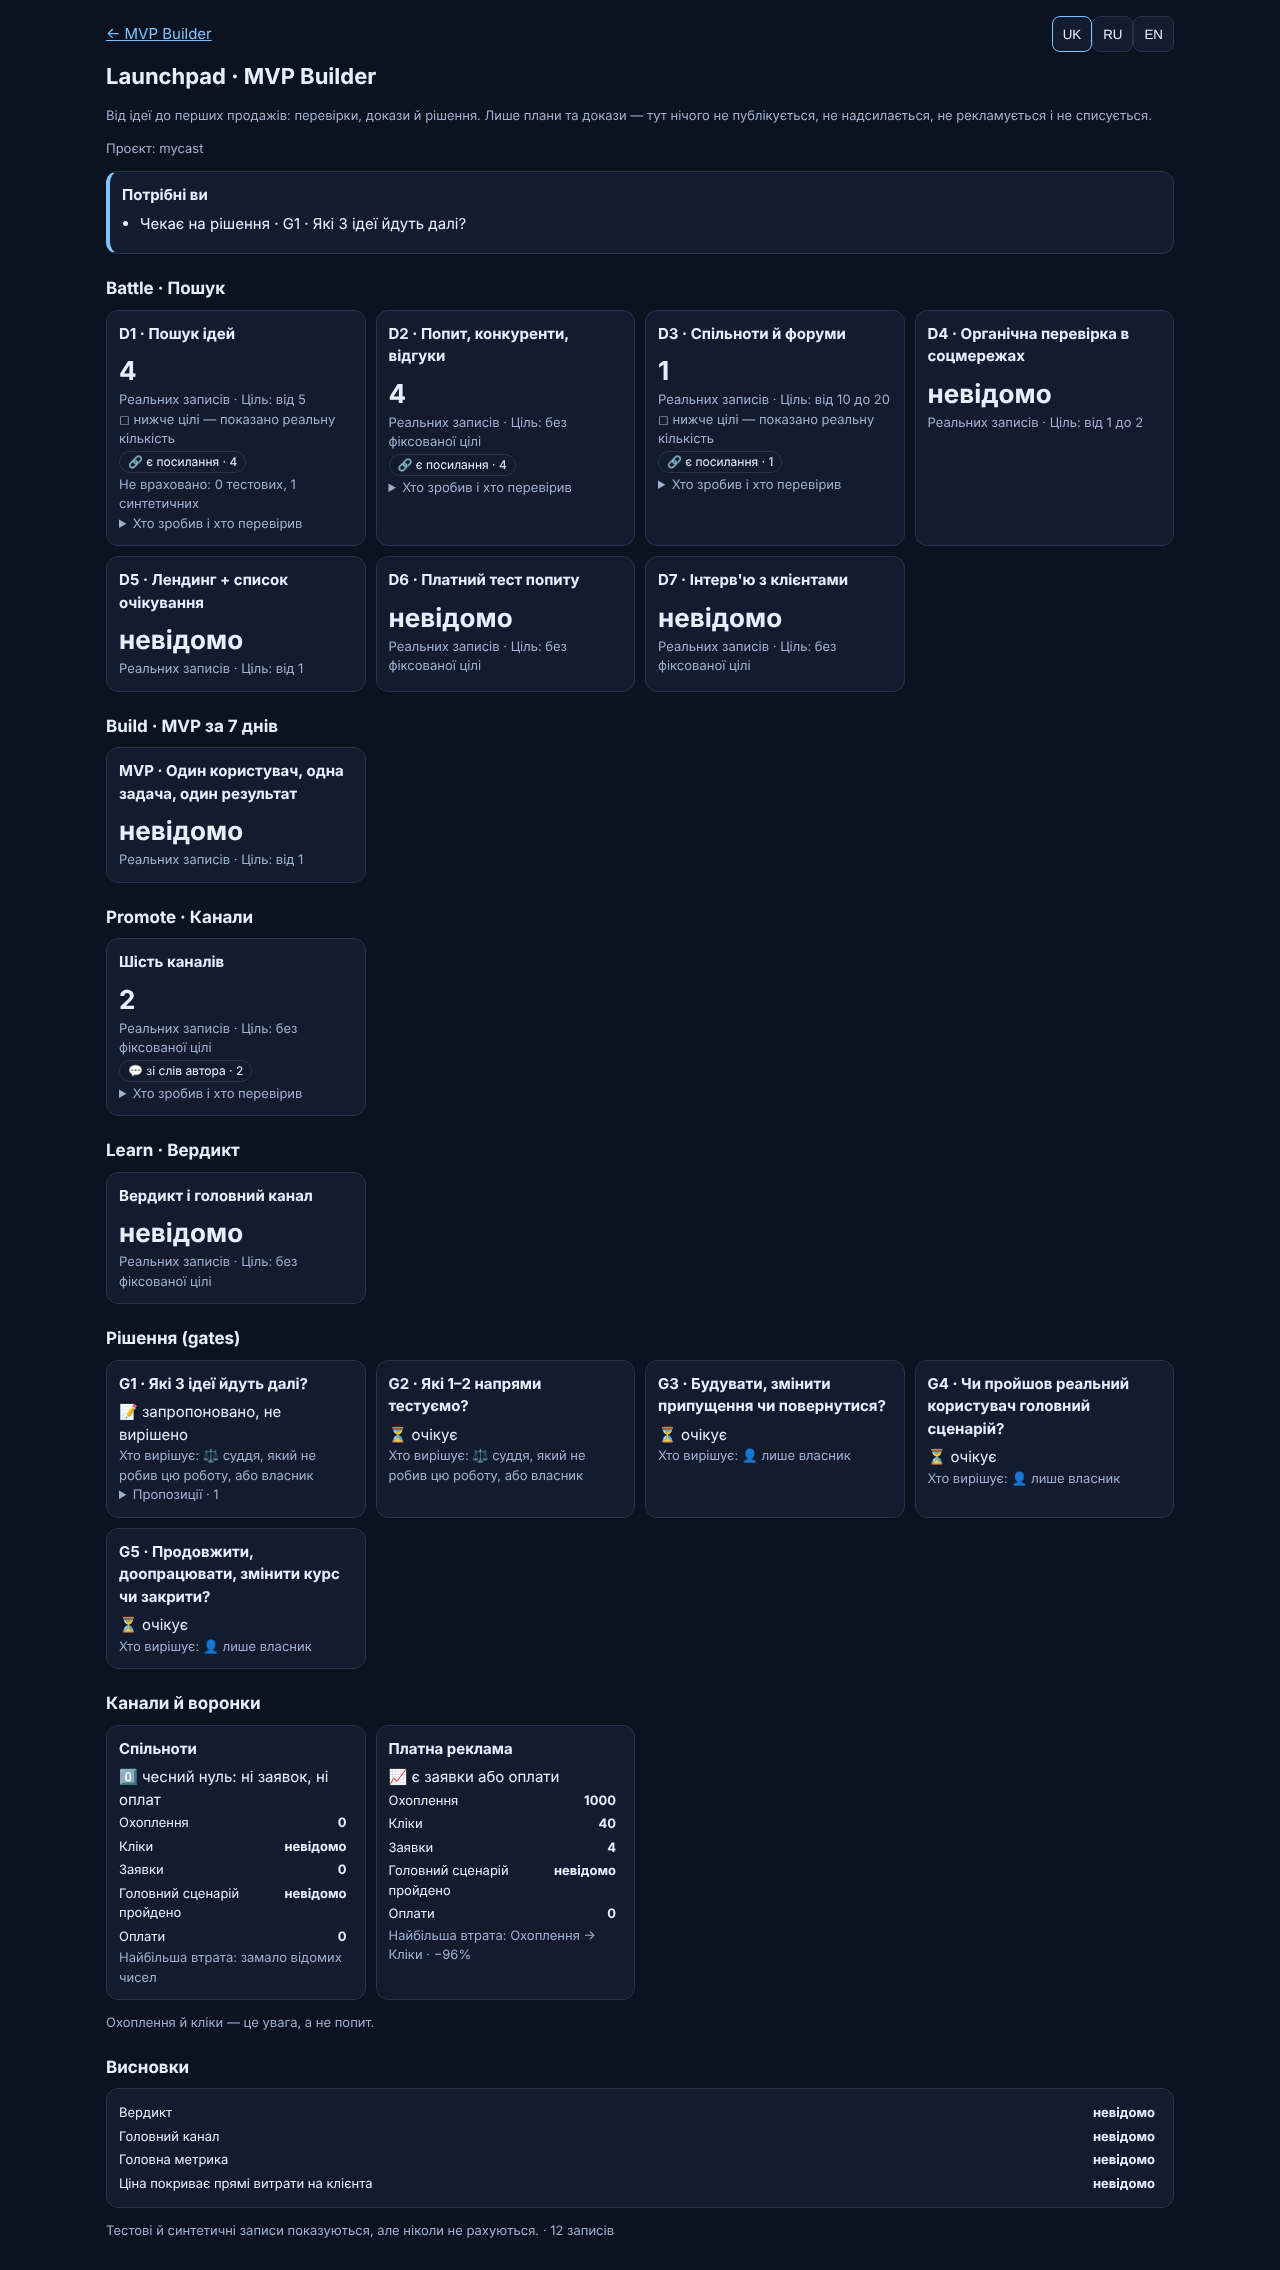 ← MVP Builder
UK RU EN
Launchpad · MVP Builder
Від ідеї до перших продажів: перевірки, докази й рішення. Лише плани та докази — тут нічого не публікується, не надсилається, не рекламується і не списується.
Проєкт: mycast
Потрібні ви
• Чекає на рішення · G1 · Які 3 ідеї йдуть далі?
Battle · Пошук
D1 · Пошук ідей
4
Реальних записів · Ціль: від 5
◻ нижче цілі — показано реальну
кількість
🔗 є посилання · 4
Не враховано: 0 тестових, 1
синтетичних
▶ Хто зробив і хто перевірив
D2 · Попит, конкуренти,
відгуки
4
Реальних записів · Ціль: без
фіксованої цілі
🔗 є посилання · 4
▶ Хто зробив і хто перевірив
D3 · Спільноти й форуми
1
Реальних записів · Ціль: від 10 до 20
◻ нижче цілі — показано реальну
кількість
🔗 є посилання · 1
▶ Хто зробив і хто перевірив
D4 · Органічна перевірка в
соцмережах
невідомо
Реальних записів · Ціль: від 1 до 2
D5 · Лендинг + список
очікування
невідомо
Реальних записів · Ціль: від 1
D6 · Платний тест попиту
невідомо
Реальних записів · Ціль: без
фіксованої цілі
D7 · Інтерв'ю з клієнтами
невідомо
Реальних записів · Ціль: без
фіксованої цілі
Build · MVP за 7 днів
MVP · Один користувач, одна
задача, один результат
невідомо
Реальних записів · Ціль: від 1
Promote · Канали
Шість каналів
2
Реальних записів · Ціль: без
фіксованої цілі
💬 зі слів автора · 2
▶ Хто зробив і хто перевірив
Learn · Вердикт
Вердикт і головний канал
невідомо
Реальних записів · Ціль: без
фіксованої цілі
Рішення (gates)
G1 · Які 3 ідеї йдуть далі?
📝 запропоновано, не
вирішено
Хто вирішує: ⚖️ суддя, який не
робив цю роботу, або власник
▶ Пропозиції · 1
G2 · Які 1–2 напрями
тестуємо?
⏳ очікує
Хто вирішує: ⚖️ суддя, який не
робив цю роботу, або власник
G3 · Будувати, змінити
припущення чи повернутися?
⏳ очікує
Хто вирішує: 👤 лише власник
G4 · Чи пройшов реальний
користувач головний
сценарій?
⏳ очікує
Хто вирішує: 👤 лише власник
G5 · Продовжити,
доопрацювати, змінити курс
чи закрити?
⏳ очікує
Хто вирішує: 👤 лише власник
Канали й воронки
Спільноти
0️⃣ чесний нуль: ні заявок, ні
оплат
Охоплення 0
Кліки невідомо
Заявки 0
Головний сценарій невідомо
пройдено
Оплати 0
Найбільша втрата: замало відомих
чисел
Платна реклама
📈 є заявки або оплати
Охоплення 1000
Кліки 40
Заявки 4
Головний сценарій невідомо
пройдено
Оплати 0
Найбільша втрата: Охоплення →
Кліки · −96%
Охоплення й кліки — це увага, а не попит.
Висновки
Вердикт невідомо
Головний канал невідомо
Головна метрика невідомо
Ціна покриває прямі витрати на клієнта невідомо
Тестові й синтетичні записи показуються, але ніколи не рахуються. · 12 записів